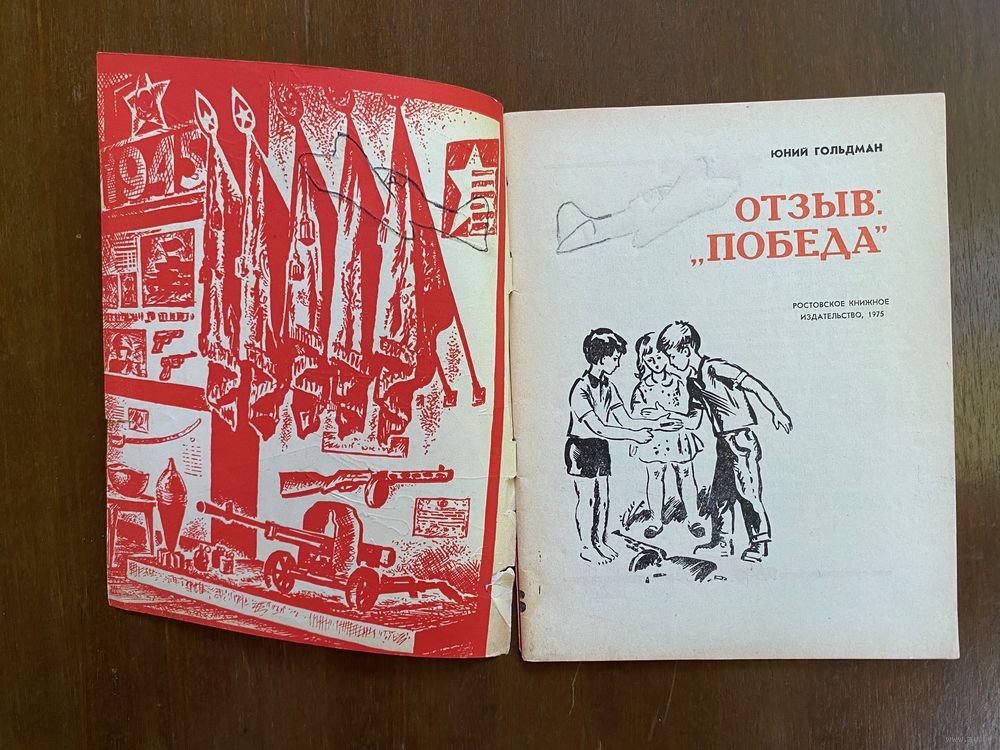 1945
ЮНИЙ ГОЛЬДМАН
ОТЗЫВ:
„ПОБЕДА”
РОСТОВСКОЕ КНИЖНОЕ
ИЗДАТЕЛЬСТВО, 1975